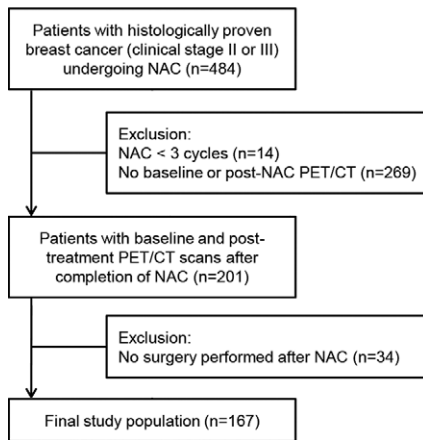 Patients with histologically proven
breast cancer (clinical stage II or III)
undergoing NAC (n=484)
Exclusion:
NAC < 3 cycles (n=14)
No baseline or post-NAC PET/CT (n=269)
Patients with baseline and post-
treatment PET/CT scans after
completion of NAC (n=201)
Exclusion:
No surgery performed after NAC (n=34)
Final study population (n=167)